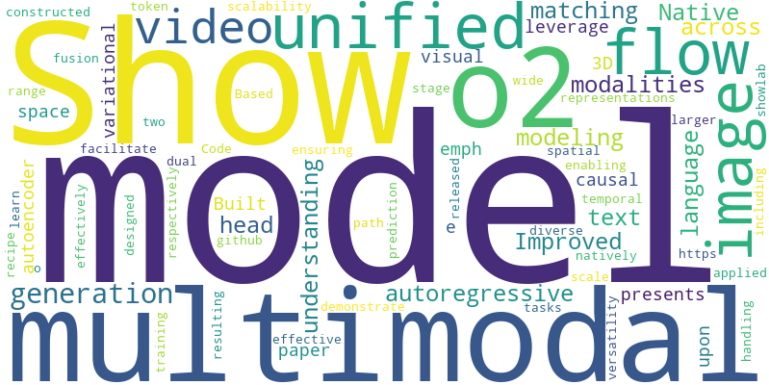 constructed
token
scalability
video
unified
matching
Native
leverage
across
Show
o2
flow
fusion
variational
visual
3D
modalities
range
Based
stage
wide
representations
space
two
showlab
image
facilitate
Code
ensuring
modeling
larger
dual
emph
spatial
enabling
causal
language
including
model
autoencoder
learn
effectively
designed
respectively
Built
head
github
understanding
path
prediction
released
e
diverse
temporal
text
Improved
natively
https
recipe
o
scale
applied
generation
autoregressive
presents
demonstrate
tasks
multimodal
training
resulting
effective
paper
versatility
upon
handling